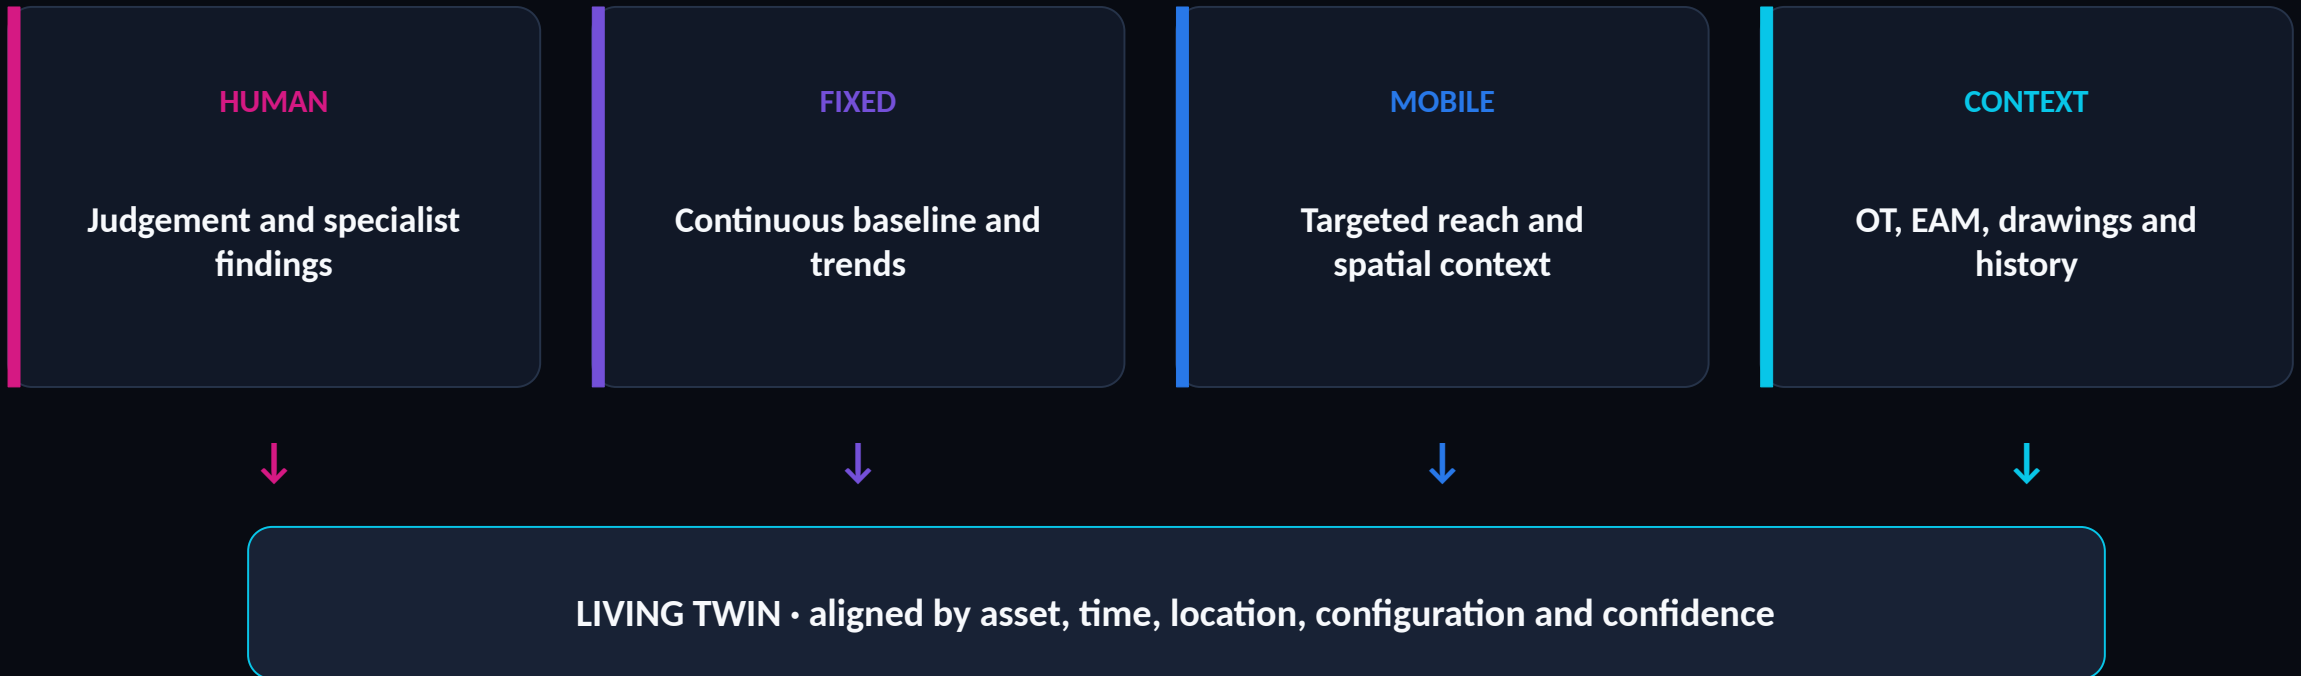 HUMAN
Judgement and specialist
findings
FIXED
Continuous baseline and
trends
MOBILE
Targeted reach and
spatial context
CONTEXT
OT, EAM, drawings and
history
LIVING TWIN · aligned by asset, time, location, configuration and confidence